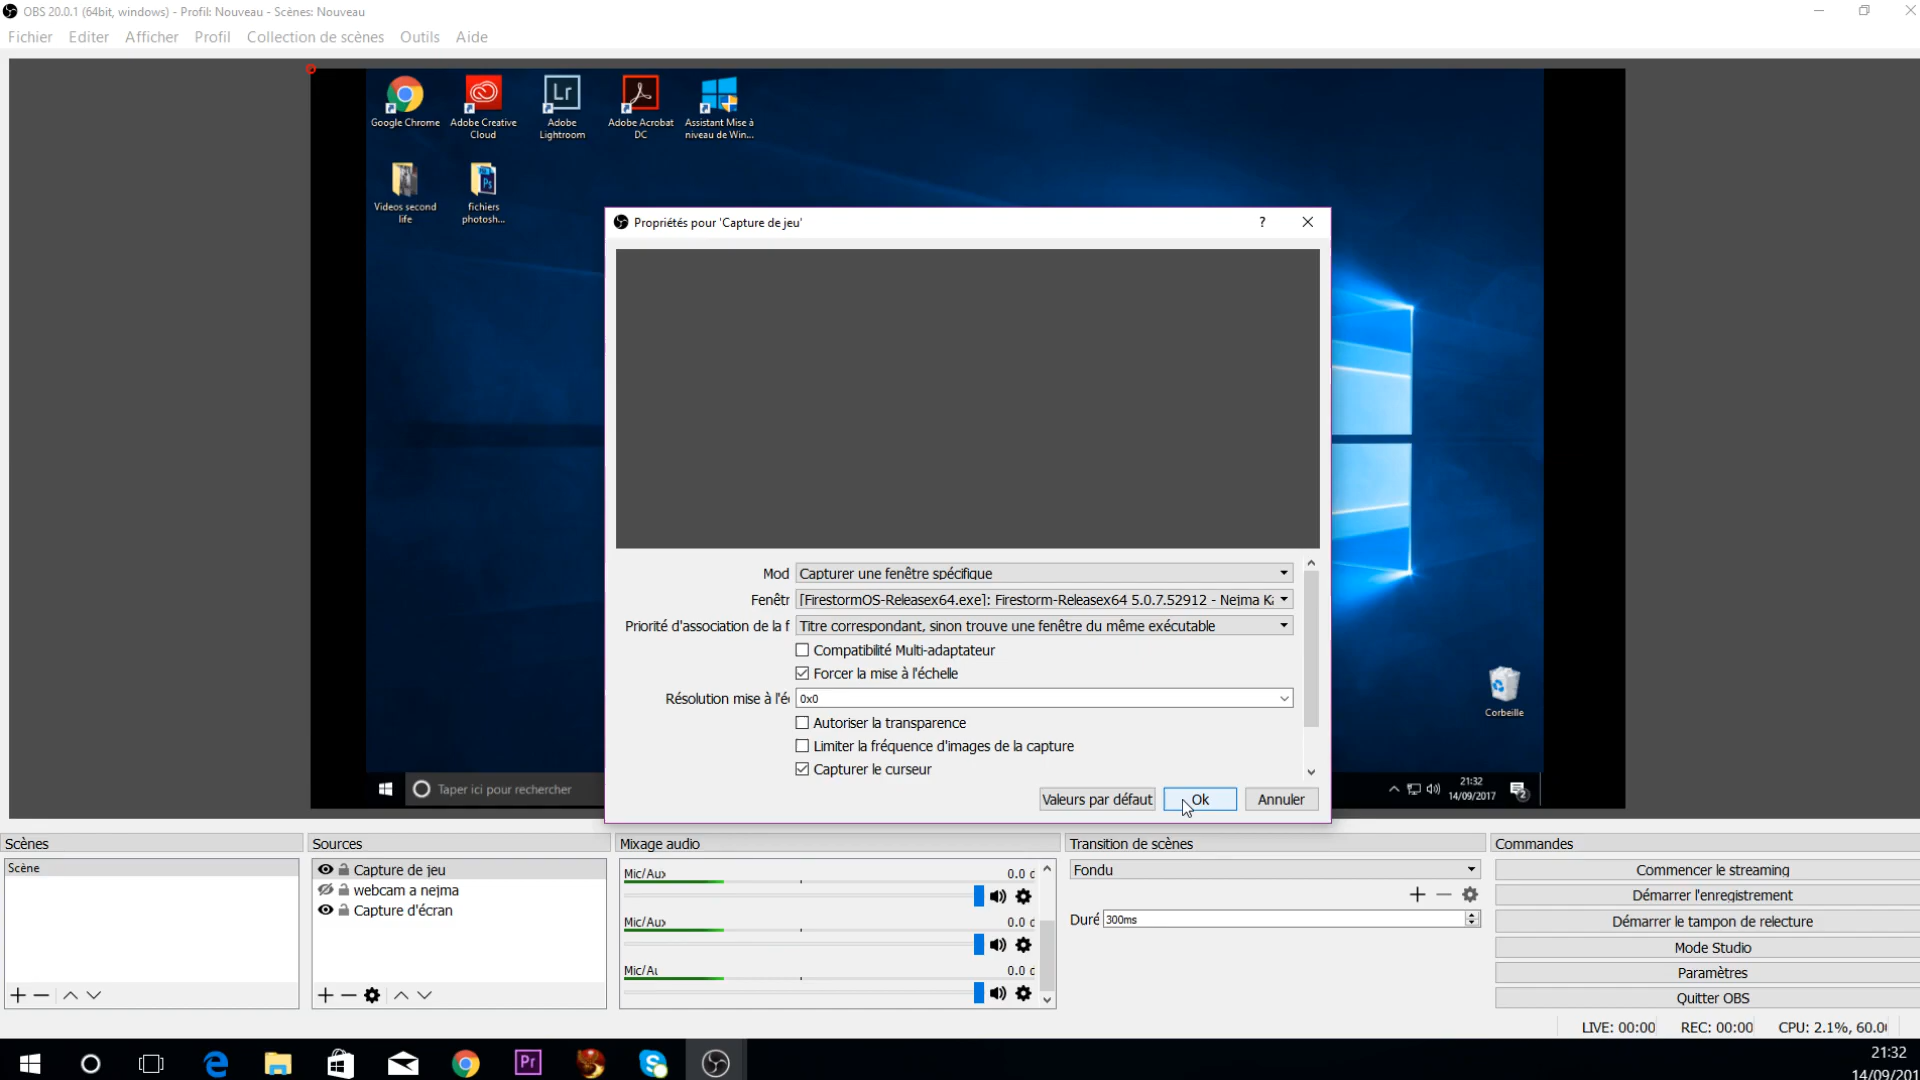 OBS 20.0.1 (64bit, windows) - Profil: Nouveau - Scènes: Nouveau
Fichier Editer Afficher Profil Collection de scènes Outils Aide
Google Chrome
Adobe Creative
Cloud
Adobe
Lightroom
Adobe Acrobat
DC
Assistant Mise à
niveau de Win...
Videos second
life
fichiers
photosh...
Propriétés pour 'Capture de jeu'
Mod Capturer une fenêtre spécifique
Fenêtr [FirestormOS-Releasex64.exe]: Firestorm-Releasex64 5.0.7.52912 - Nejma Ka
Priorité d'association de la f Titre correspondant, sinon trouve une fenêtre du même exécutable
Compatibilité Multi-adaptateur
Forcer la mise à l'échelle
Résolution mise à l'éc 0x0
Autoriser la transparence
Limiter la fréquence d'images de la capture
Capturer le curseur
Valeurs par défaut Ok Annuler
Corbeille
Taper ici pour rechercher
21:32
14/09/2017
2
Scènes
Scène
Sources
Capture de jeu
webcam a nejma
Capture d'écran
Mixage audio
Mic/Aux 0.0 d
Mic/Aux 0.0 d
Mic/Au 0.0 d
Transition de scènes
Fondu
Duré 300ms
Commandes
Commencer le streaming
Démarrer l'enregistrement
Démarrer le tampon de relecture
Mode Studio
Paramètres
Quitter OBS
LIVE: 00:00 REC: 00:00 CPU: 2.1%, 60.0
21:32
14/09/201